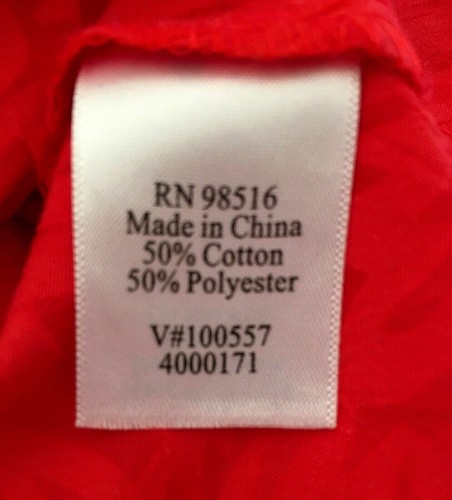 RN 98516
Made in China
50% Cotton
50% Polyester
V#100557
4000171